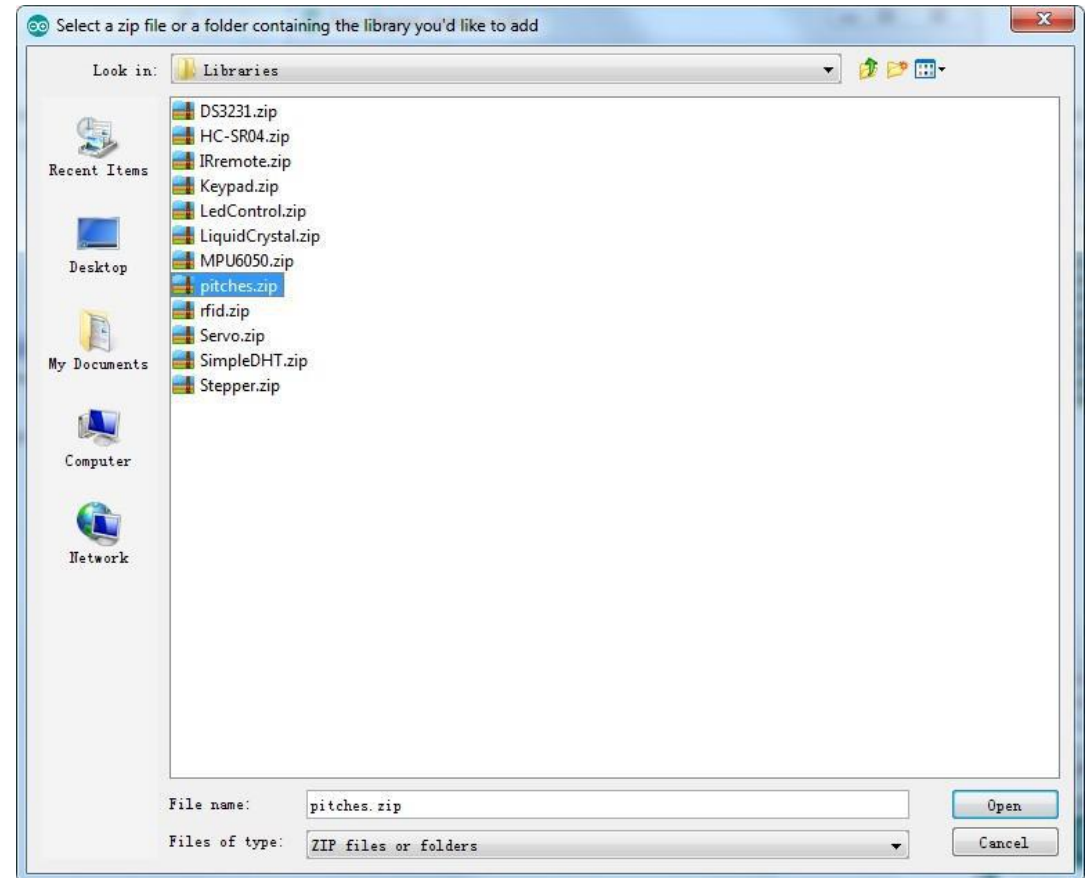 Select a zip file or a folder containing the library you'd like to add
Look in:
Libraries
Recent Items
Desktop
My Documents
Computer
Network
DS3231.zip
HC-SR04.zip
IRremote.zip
Keypad.zip
LedControl.zip
LiquidCrystal.zip
MPU6050.zip
pitches.zip
rfid.zip
Servo.zip
SimpleDHT.zip
Stepper.zip
File name:
pitches.zip
Open
Files of type:
ZIP files or folders
Cancel